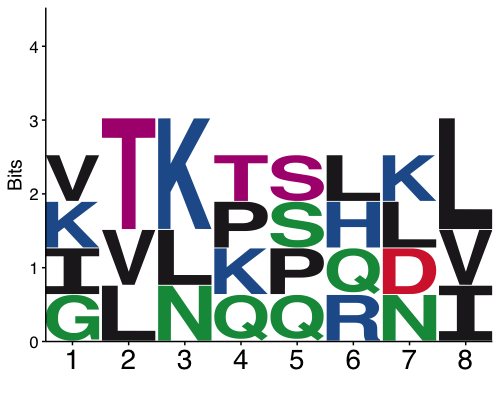 4
3
2
1
0
Bits
V T K T S L K L
K V L P S H L V
I L N K P Q D I
G Q Q R N
1 2 3 4 5 6 7 8